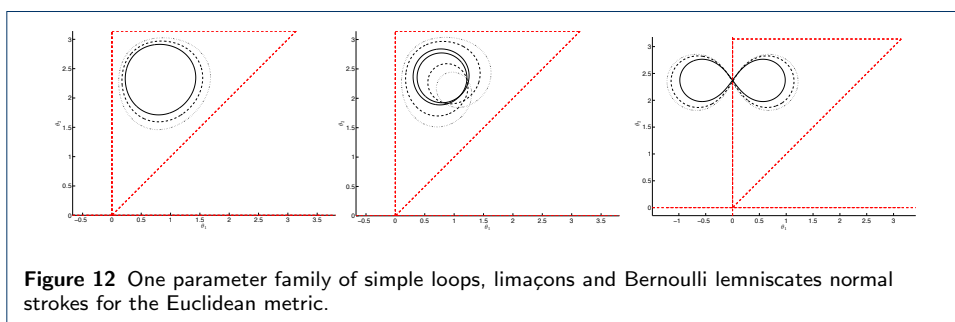 3
2.5
2
1.5
1
0.5
0
-0.5 0 0.5 1 1.5 2 2.5 3 3.5
θ₁
θ₂
3
2.5
2
1.5
1
0.5
0
-0.5 0 0.5 1 1.5 2 2.5 3 3.5
θ₁
θ₂
3
2.5
2
1.5
1
0.5
0
-1 -0.5 0 0.5 1 1.5 2 2.5 3
θ₁
θ₂
Figure 12 One parameter family of simple loops, limaçons and Bernoulli lemniscates normal
strokes for the Euclidean metric.